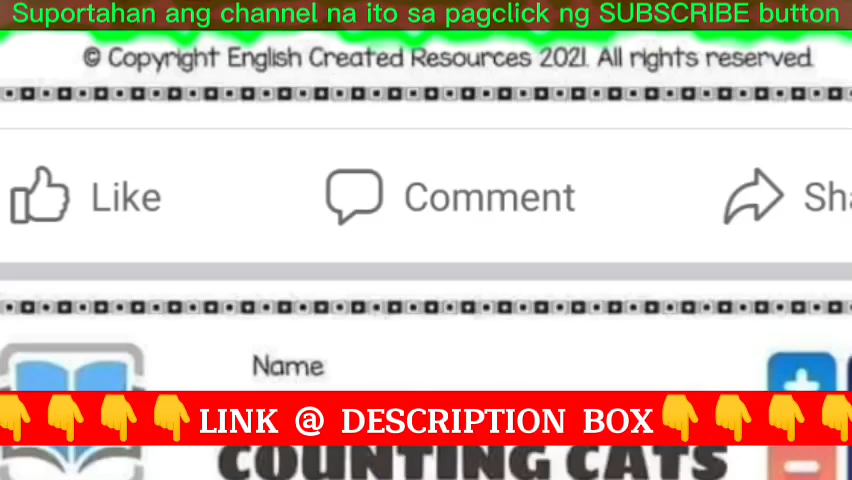 Suportahan ang channel na ito sa pagclick ng SUBSCRIBE button
© Copyright English Created Resources 2021. All rights reserved.
Like Comment
Name
LINK @ DESCRIPTION BOX
COUNTING CATS